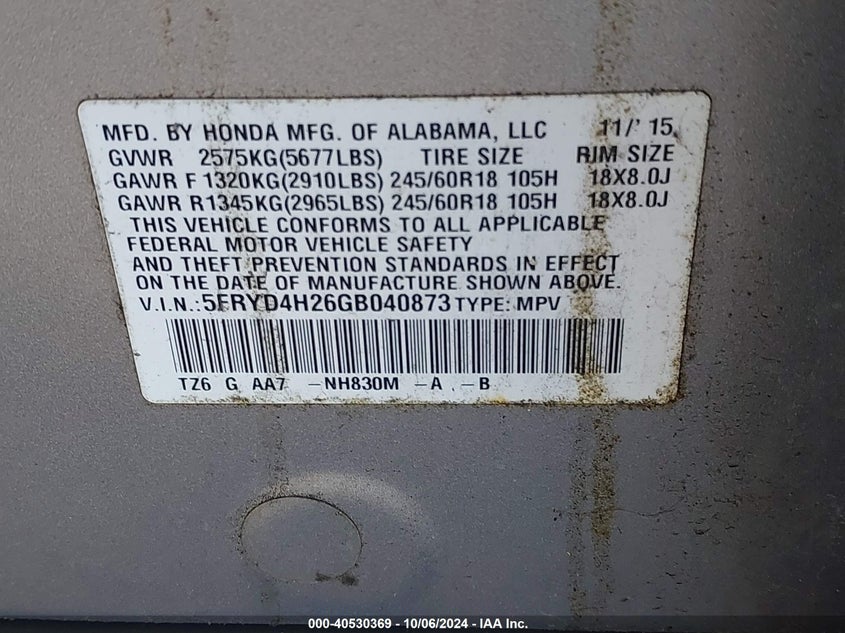 MFD. BY HONDA MFG. OF ALABAMA, LLC 11/' 15
GVWR 2575KG(5677LBS) TIRE SIZE RIM SIZE
GAWR F 1320KG(2910LBS) 245/60R18 105H 18X8.0J
GAWR R1345KG(2965LBS) 245/60R18 105H 18X8.0J
THIS VEHICLE CONFORMS TO ALL APPLICABLE
FEDERAL MOTOR VEHICLE SAFETY
AND THEFT PREVENTION STANDARDS IN EFFECT
ON THE DATE OF MANUFACTURE SHOWN ABOVE.
V.I.N.:5FRYD4H26GB040873 TYPE: MPV
TZ6 G AA7 -NH830M -A -B
000-40530369 - 10/06/2024 - IAA Inc.